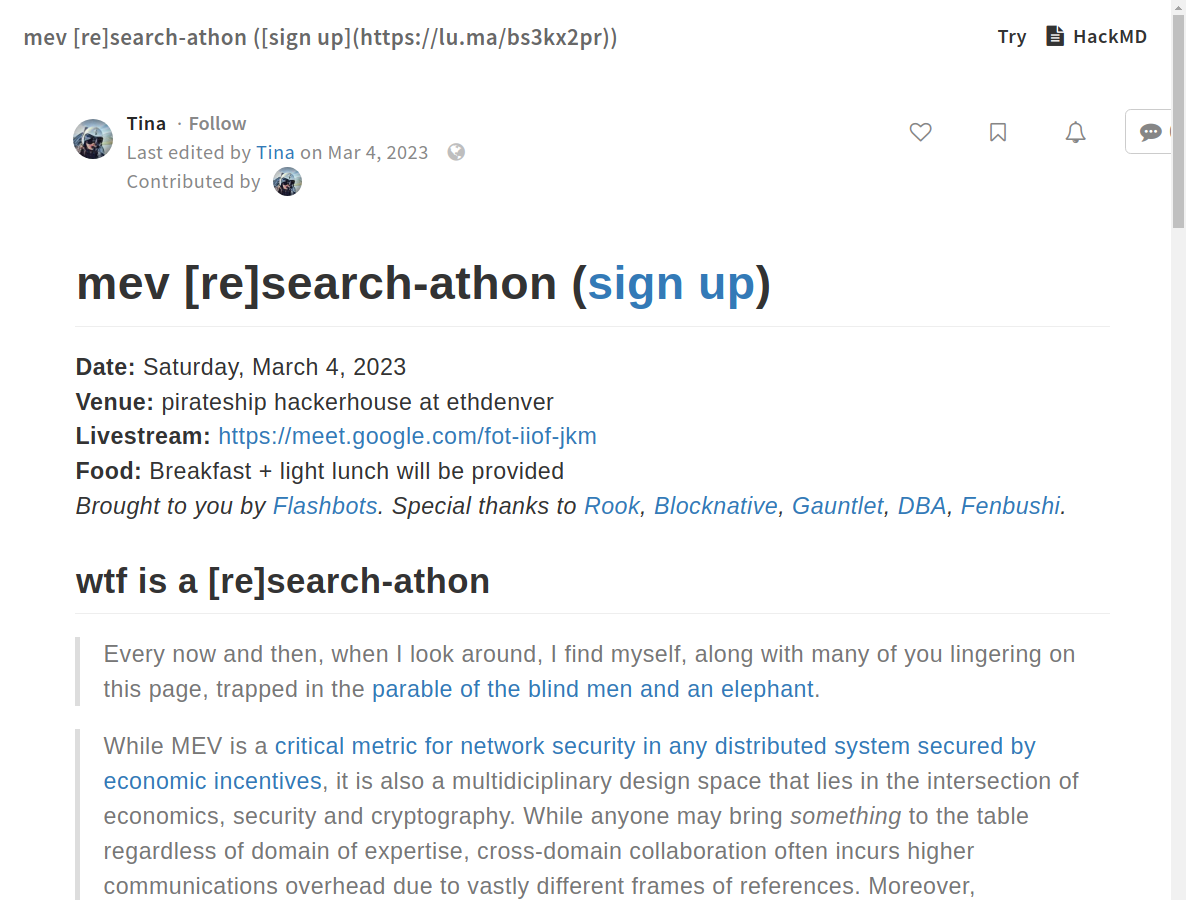 mev [re]search-athon ([sign up](https://lu.ma/bs3kx2pr))
Try HackMD
Tina · Follow
Last edited by Tina on Mar 4, 2023
Contributed by
mev [re]search-athon (sign up)
Date: Saturday, March 4, 2023
Venue: pirateship hackerhouse at ethdenver
Livestream: https://meet.google.com/fot-iiof-jkm
Food: Breakfast + light lunch will be provided
Brought to you by Flashbots. Special thanks to Rook, Blocknative, Gauntlet, DBA, Fenbushi.
wtf is a [re]search-athon
Every now and then, when I look around, I find myself, along with many of you lingering on
this page, trapped in the parable of the blind men and an elephant.
While MEV is a critical metric for network security in any distributed system secured by
economic incentives, it is also a multidiciplinary design space that lies in the intersection of
economics, security and cryptography. While anyone may bring something to the table
regardless of domain of expertise, cross-domain collaboration often incurs higher
communications overhead due to vastly different frames of references. Moreover,